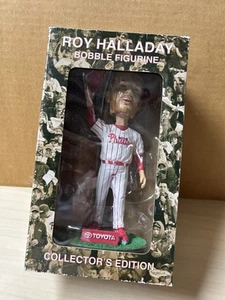 ROY HALLADAY
BOBBLE FIGURINE
Phillies
TOYOTA
COLLECTOR'S EDITION